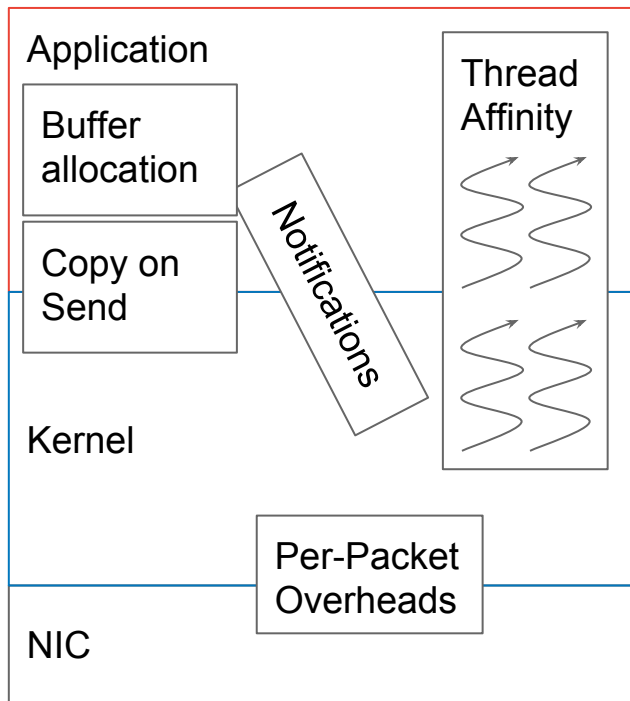 Application
Buffer
allocation
Copy on
Send
Notifications
Thread
Affinity
Kernel
Per-Packet
Overheads
NIC